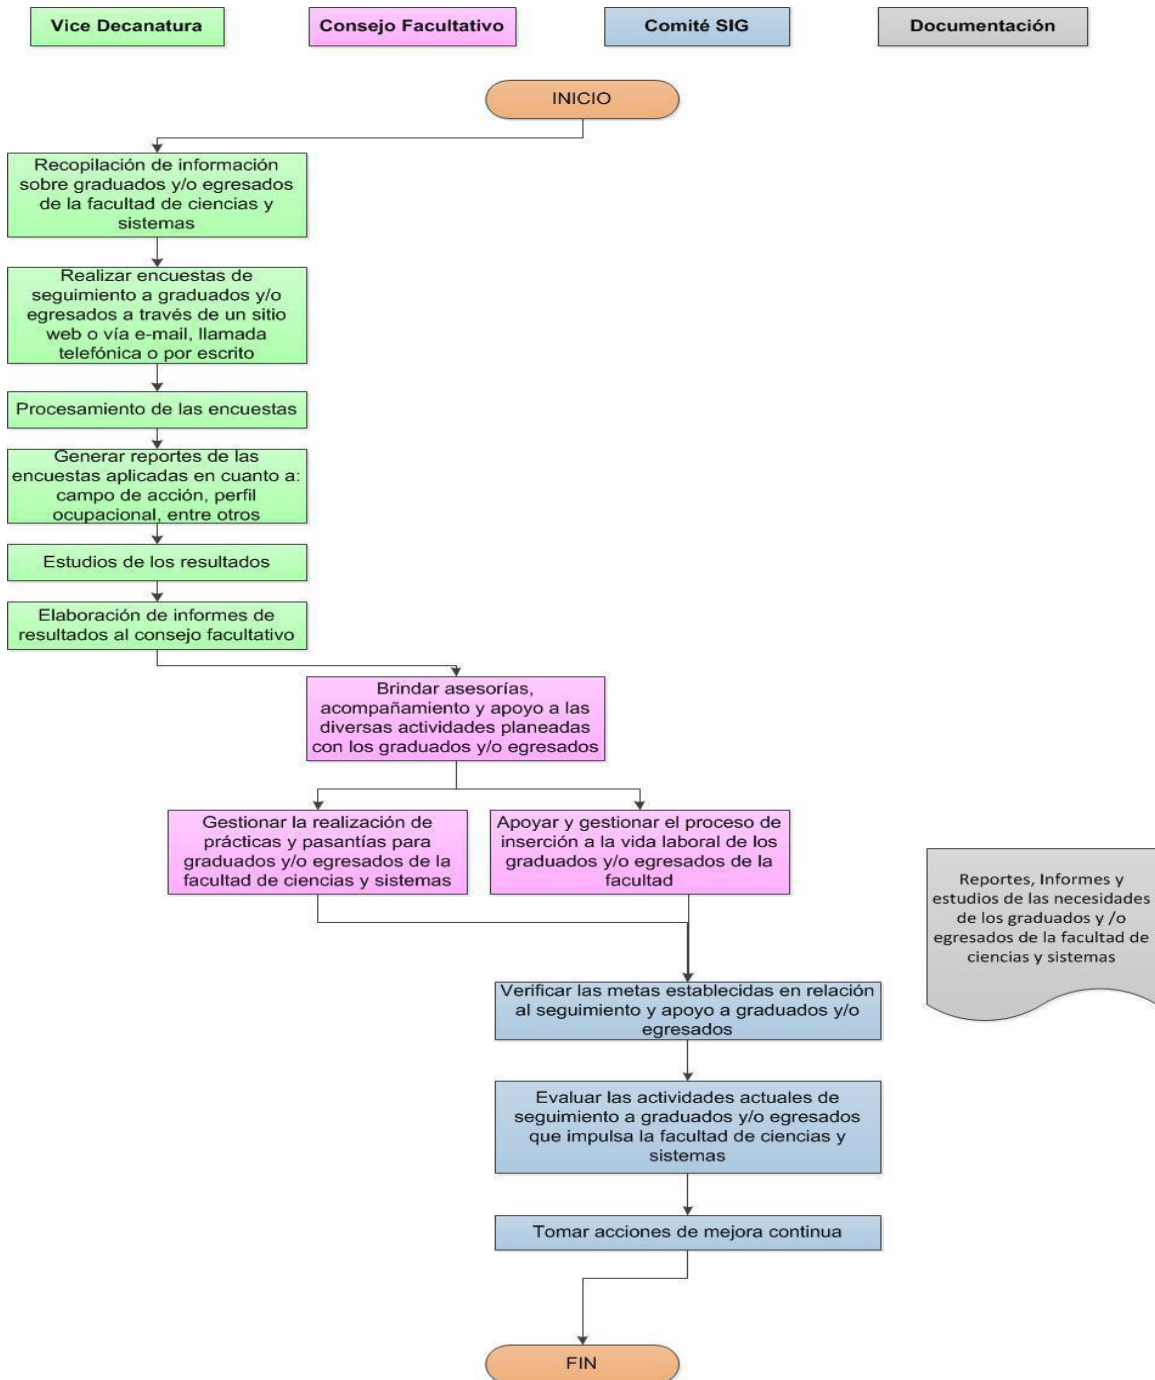 Vice Decanatura
Consejo Facultativo
Comité SIG
Documentación
INICIO
Recopilación de información
sobre graduados y/o egresados
de la facultad de ciencias y
sistemas
Realizar encuestas de
seguimiento a graduados y/o
egresados a través de un sitio
web o vía e-mail, llamada
telefónica o por escrito
Procesamiento de las encuestas
Generar reportes de las
encuestas aplicadas en cuanto a:
campo de acción, perfil
ocupacional, entre otros
Estudios de los resultados
Elaboración de informes de
resultados al consejo facultativo
Brindar asesorías,
acompañamiento y apoyo a las
diversas actividades planeadas
con los graduados y/o egresados
Gestionar la realización de
prácticas y pasantías para
graduados y/o egresados de la
facultad de ciencias y sistemas
Apoyar y gestionar el proceso de
inserción a la vida laboral de los
graduados y/o egresados de la
facultad
Reportes, Informes y
estudios de las necesidades
de los graduados y /o
egresados de la facultad de
ciencias y sistemas
Verificar las metas establecidas en relación
al seguimiento y apoyo a graduados y/o
egresados
Evaluar las actividades actuales de
seguimiento a graduados y/o egresados
que impulsa la facultad de ciencias y
sistemas
Tomar acciones de mejora continua
FIN